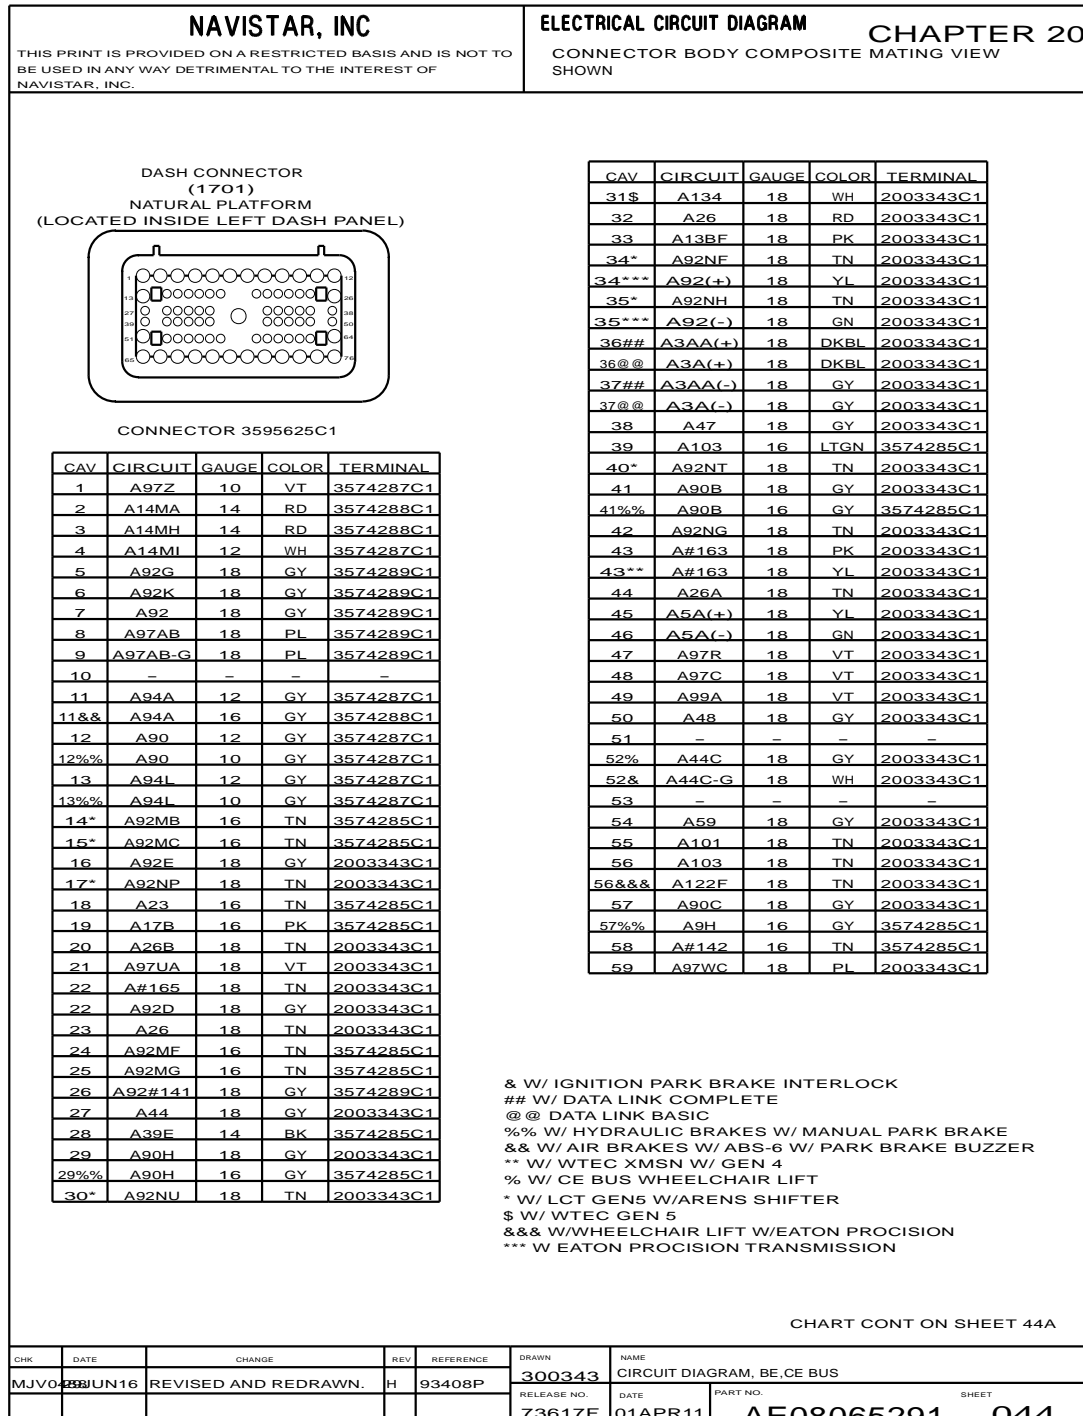 NAVISTAR, INC
THIS PRINT IS PROVIDED ON A RESTRICTED BASIS AND IS NOT TO
BE USED IN ANY WAY DETRIMENTAL TO THE INTEREST OF
NAVISTAR, INC.
ELECTRICAL CIRCUIT DIAGRAM
CHAPTER 20
CONNECTOR BODY COMPOSITE MATING VIEW
SHOWN
DASH CONNECTOR
(1701)
NATURAL PLATFORM
(LOCATED INSIDE LEFT DASH PANEL)
1 12
13 26
27 38
39 50
51 64
65 76
CONNECTOR 3595625C1
CAV CIRCUIT GAUGE COLOR TERMINAL
1 A97Z 10 VT 3574287C1
2 A14MA 14 RD 3574288C1
3 A14MH 14 RD 3574288C1
4 A14MI 12 WH 3574287C1
5 A92G 18 GY 3574289C1
6 A92K 18 GY 3574289C1
7 A92 18 GY 3574289C1
8 A97AB 18 PL 3574289C1
9 A97AB-G 18 PL 3574289C1
10 – – – –
11 A94A 12 GY 3574287C1
11&& A94A 16 GY 3574288C1
12 A90 12 GY 3574287C1
12%% A90 10 GY 3574287C1
13 A94L 12 GY 3574287C1
13%% A94L 10 GY 3574287C1
14* A92MB 16 TN 3574285C1
15* A92MC 16 TN 3574285C1
16 A92E 18 GY 2003343C1
17* A92NP 18 TN 2003343C1
18 A23 16 TN 3574285C1
19 A17B 16 PK 3574285C1
20 A26B 18 TN 2003343C1
21 A97UA 18 VT 2003343C1
22 A#165 18 TN 2003343C1
22 A92D 18 GY 2003343C1
23 A26 18 TN 2003343C1
24 A92MF 16 TN 3574285C1
25 A92MG 16 TN 3574285C1
26 A92#141 18 GY 3574289C1
27 A44 18 GY 2003343C1
28 A39E 14 BK 3574285C1
29 A90H 18 GY 2003343C1
29%% A90H 16 GY 3574285C1
30* A92NU 18 TN 2003343C1
CAV CIRCUIT GAUGE COLOR TERMINAL
31$ A134 18 WH 2003343C1
32 A26 18 RD 2003343C1
33 A13BF 18 PK 2003343C1
34* A92NF 18 TN 2003343C1
34*** A92(+) 18 YL 2003343C1
35* A92NH 18 TN 2003343C1
35*** A92(-) 18 GN 2003343C1
36## A3AA(+) 18 DKBL 2003343C1
36@@ A3A(+) 18 DKBL 2003343C1
37## A3AA(-) 18 GY 2003343C1
37@@ A3A(-) 18 GY 2003343C1
38 A47 18 GY 2003343C1
39 A103 16 LTGN 3574285C1
40* A92NT 18 TN 2003343C1
41 A90B 18 GY 2003343C1
41%% A90B 16 GY 3574285C1
42 A92NG 18 TN 2003343C1
43 A#163 18 PK 2003343C1
43** A#163 18 YL 2003343C1
44 A26A 18 TN 2003343C1
45 A5A(+) 18 YL 2003343C1
46 A5A(-) 18 GN 2003343C1
47 A97R 18 VT 2003343C1
48 A97C 18 VT 2003343C1
49 A99A 18 VT 2003343C1
50 A48 18 GY 2003343C1
51 – – – –
52% A44C 18 GY 2003343C1
52& A44C-G 18 WH 2003343C1
53 – – – –
54 A59 18 GY 2003343C1
55 A101 18 TN 2003343C1
56 A103 18 TN 2003343C1
56&&& A122F 18 TN 2003343C1
57 A90C 18 GY 2003343C1
57%% A9H 16 GY 3574285C1
58 A#142 16 TN 3574285C1
59 A97WC 18 PL 2003343C1
& W/ IGNITION PARK BRAKE INTERLOCK
## W/ DATA LINK COMPLETE
@@ DATA LINK BASIC
%% W/ HYDRAULIC BRAKES W/ MANUAL PARK BRAKE
&& W/ AIR BRAKES W/ ABS-6 W/ PARK BRAKE BUZZER
** W/ WTEC XMSN W/ GEN 4
% W/ CE BUS WHEELCHAIR LIFT
* W/ LCT GEN5 W/ARENS SHIFTER
$ W/ WTEC GEN 5
&&& W/WHEELCHAIR LIFT W/EATON PROCISION
*** W EATON PROCISION TRANSMISSION
CHART CONT ON SHEET 44A
CHK DATE CHANGE REV REFERENCE
JUN16 REVISED AND REDRAWN. H 93408P
DRAWN NAME
300343 CIRCUIT DIAGRAM, BE,CE BUS
RELEASE NO. DATE PART NO. SHEET
73617E 01APR11 AE08065291 044